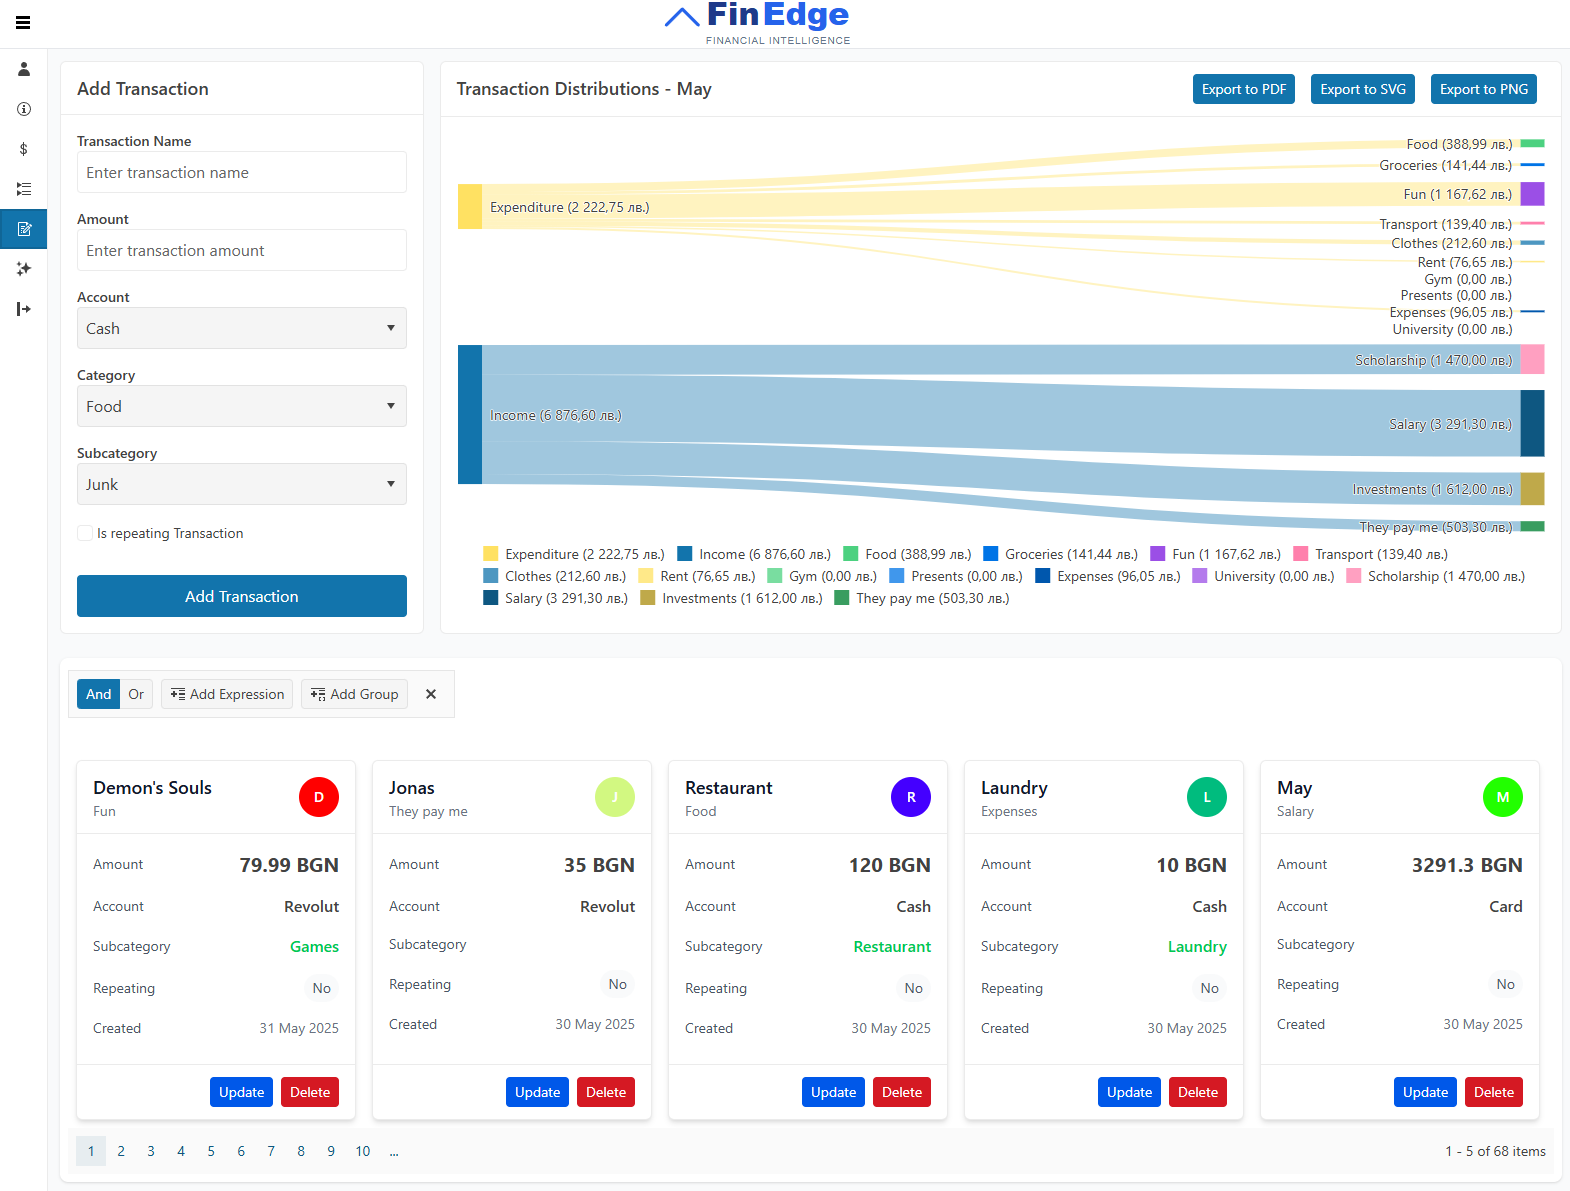 FinEdge
FINANCIAL INTELLIGENCE
Add Transaction
Transaction Name
Enter transaction name
Amount
Enter transaction amount
Account
Cash
Category
Food
Subcategory
Junk
Is repeating Transaction
Add Transaction
Transaction Distributions - May
Export to PDF Export to SVG Export to PNG
Expenditure (2 222,75 лв.)
Food (388,99 лв.)
Groceries (141,44 лв.)
Fun (1 167,62 лв.)
Transport (139,40 лв.)
Clothes (212,60 лв.)
Rent (76,65 лв.)
Gym (0,00 лв.)
Presents (0,00 лв.)
Expenses (96,05 лв.)
University (0,00 лв.)
Income (6 876,60 лв.)
Scholarship (1 470,00 лв.)
Salary (3 291,30 лв.)
Investments (1 612,00 лв.)
They pay me (503,30 лв.)
Expenditure (2 222,75 лв.) Income (6 876,60 лв.) Food (388,99 лв.) Groceries (141,44 лв.) Fun (1 167,62 лв.) Transport (139,40 лв.)
Clothes (212,60 лв.) Rent (76,65 лв.) Gym (0,00 лв.) Presents (0,00 лв.) Expenses (96,05 лв.) University (0,00 лв.) Scholarship (1 470,00 лв.)
Salary (3 291,30 лв.) Investments (1 612,00 лв.) They pay me (503,30 лв.)
And Or Add Expression Add Group
Demon's Souls
Fun
D
Amount 79.99 BGN
Account Revolut
Subcategory Games
Repeating No
Created 31 May 2025
Update Delete
Jonas
They pay me
J
Amount 35 BGN
Account Revolut
Subcategory
Repeating No
Created 30 May 2025
Update Delete
Restaurant
Food
R
Amount 120 BGN
Account Cash
Subcategory Restaurant
Repeating No
Created 30 May 2025
Update Delete
Laundry
Expenses
L
Amount 10 BGN
Account Cash
Subcategory Laundry
Repeating No
Created 30 May 2025
Update Delete
May
Salary
M
Amount 3291.3 BGN
Account Card
Subcategory
Repeating No
Created 30 May 2025
Update Delete
1 2 3 4 5 6 7 8 9 10 ...
1 - 5 of 68 items